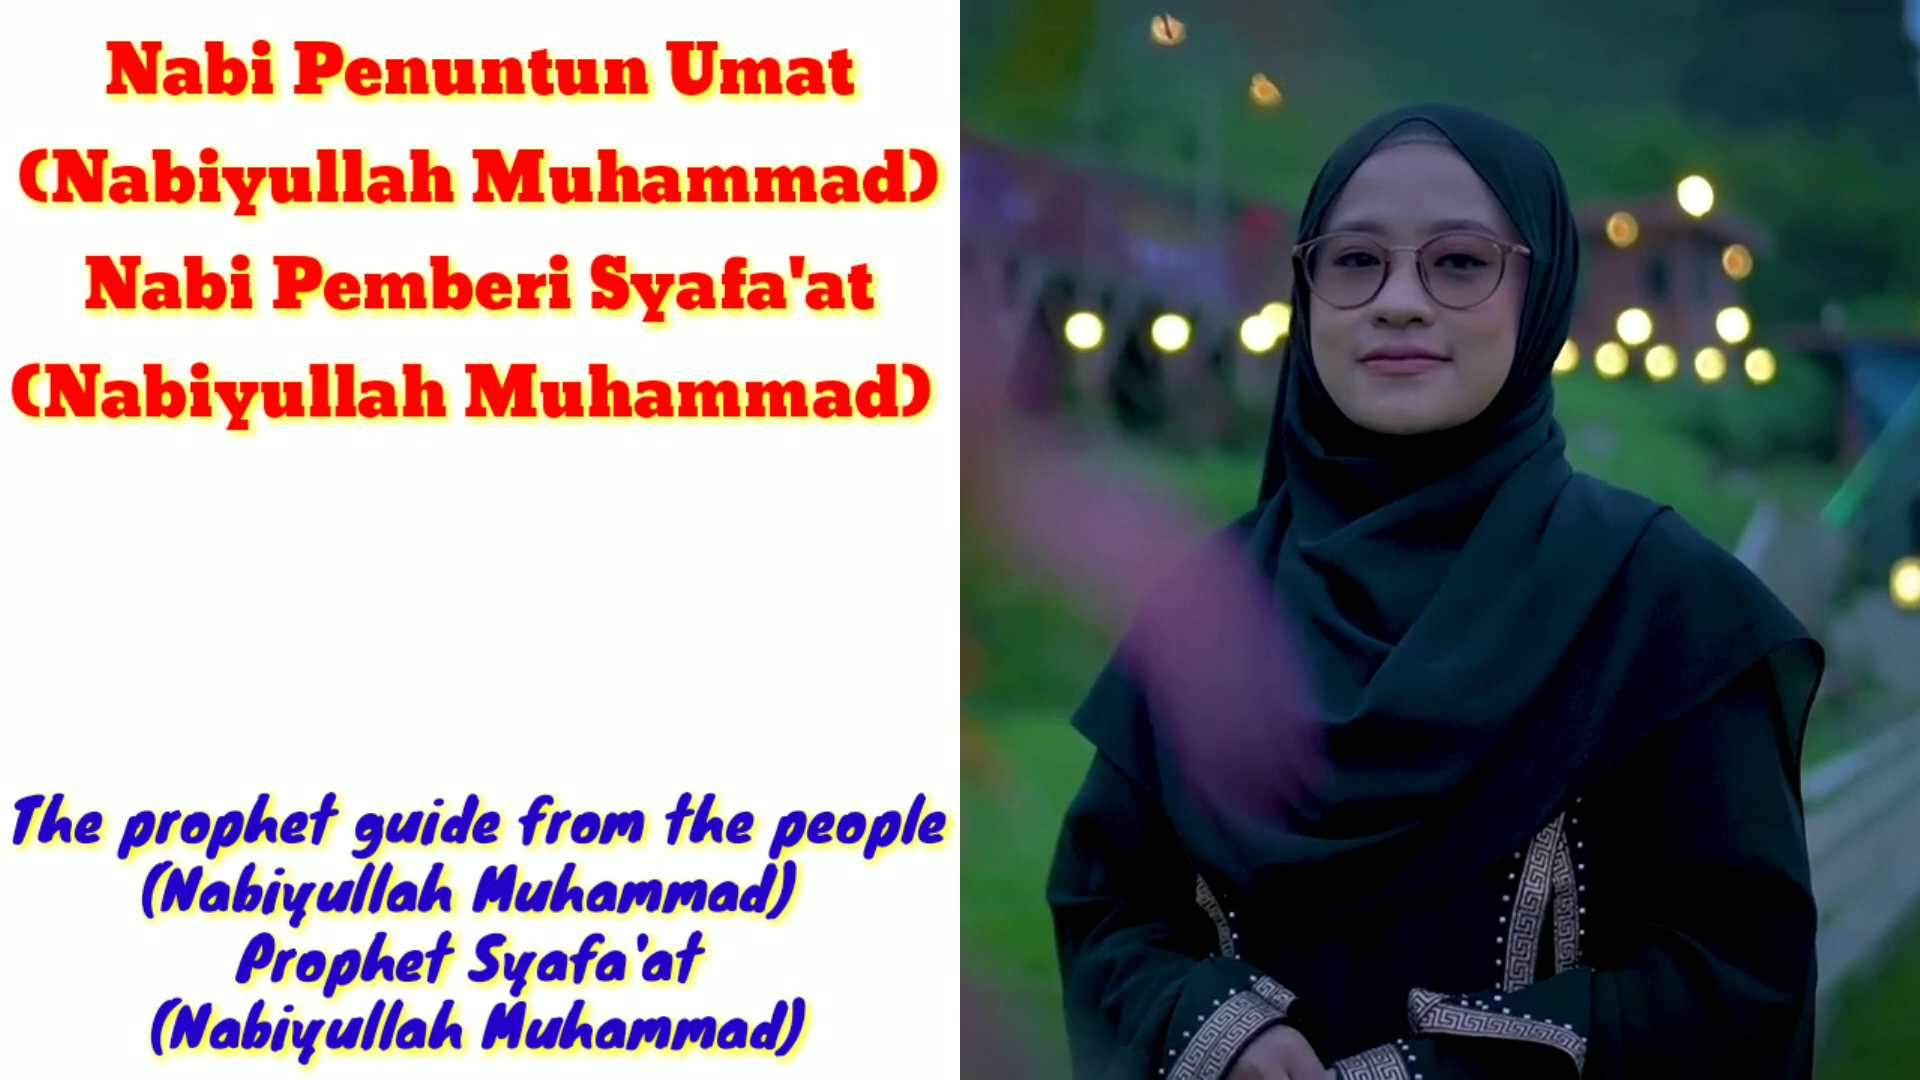 Nabi Penuntun Umat
(Nabiyullah Muhammad)
Nabi Pemberi Syafa'at
(Nabiyullah Muhammad)
The prophet guide from the people
(Nabiyullah Muhammad)
Prophet Syafa'at
(Nabiyullah Muhammad)